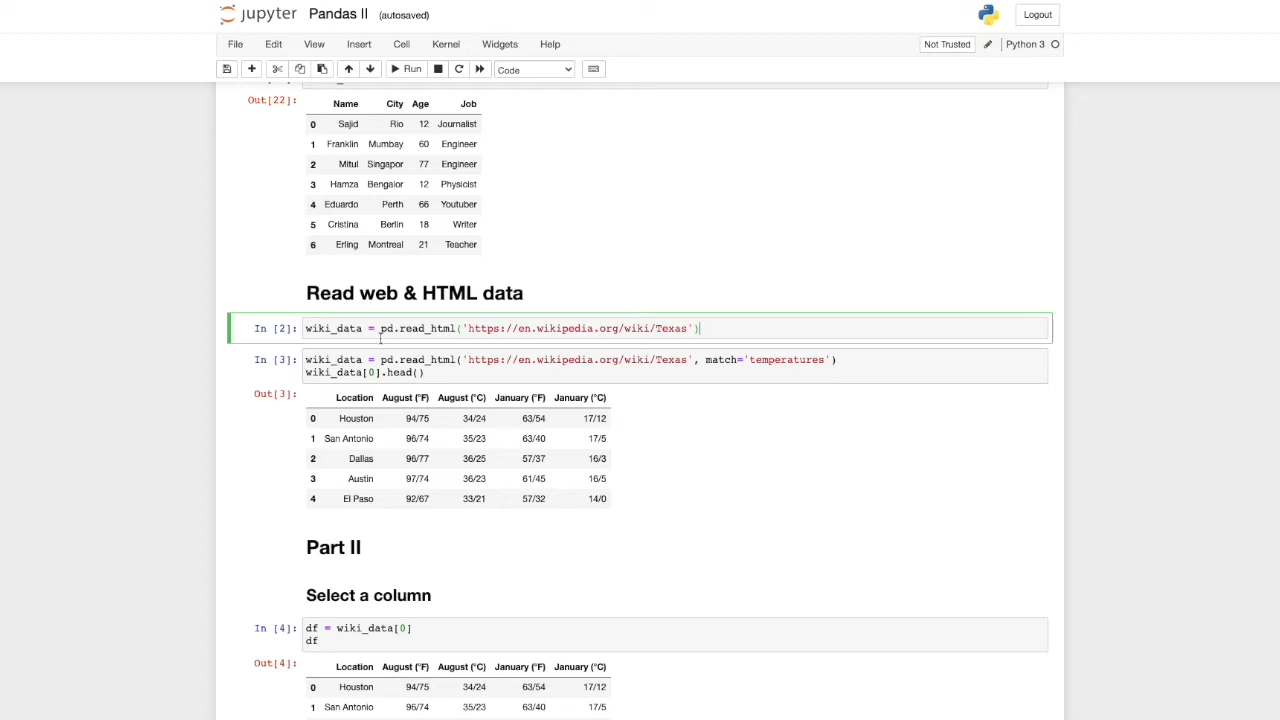 jupyter Pandas II (autosaved) Logout
File Edit View Insert Cell Kernel Widgets Help Not Trusted Python 3
Run Code
Out[22]:
Name City Age Job
0 Sajid Rio 12 Journalist
1 Franklin Mumbay 60 Engineer
2 Mitul Singapor 77 Engineer
3 Hamza Bengalor 12 Physicist
4 Eduardo Perth 66 Youtuber
5 Cristina Berlin 18 Writer
6 Erling Montreal 21 Teacher
Read web & HTML data
In [2]: wiki_data = pd.read_html('https://en.wikipedia.org/wiki/Texas')
In [3]: wiki_data = pd.read_html('https://en.wikipedia.org/wiki/Texas', match='temperatures')
wiki_data[0].head()
Out[3]:
Location August (°F) August (°C) January (°F) January (°C)
0 Houston 94/75 34/24 63/54 17/12
1 San Antonio 96/74 35/23 63/40 17/5
2 Dallas 96/77 36/25 57/37 16/3
3 Austin 97/74 36/23 61/45 16/5
4 El Paso 92/67 33/21 57/32 14/0
Part II
Select a column
In [4]: df = wiki_data[0]
df
Out[4]:
Location August (°F) August (°C) January (°F) January (°C)
0 Houston 94/75 34/24 63/54 17/12
1 San Antonio 96/74 35/23 63/40 17/5